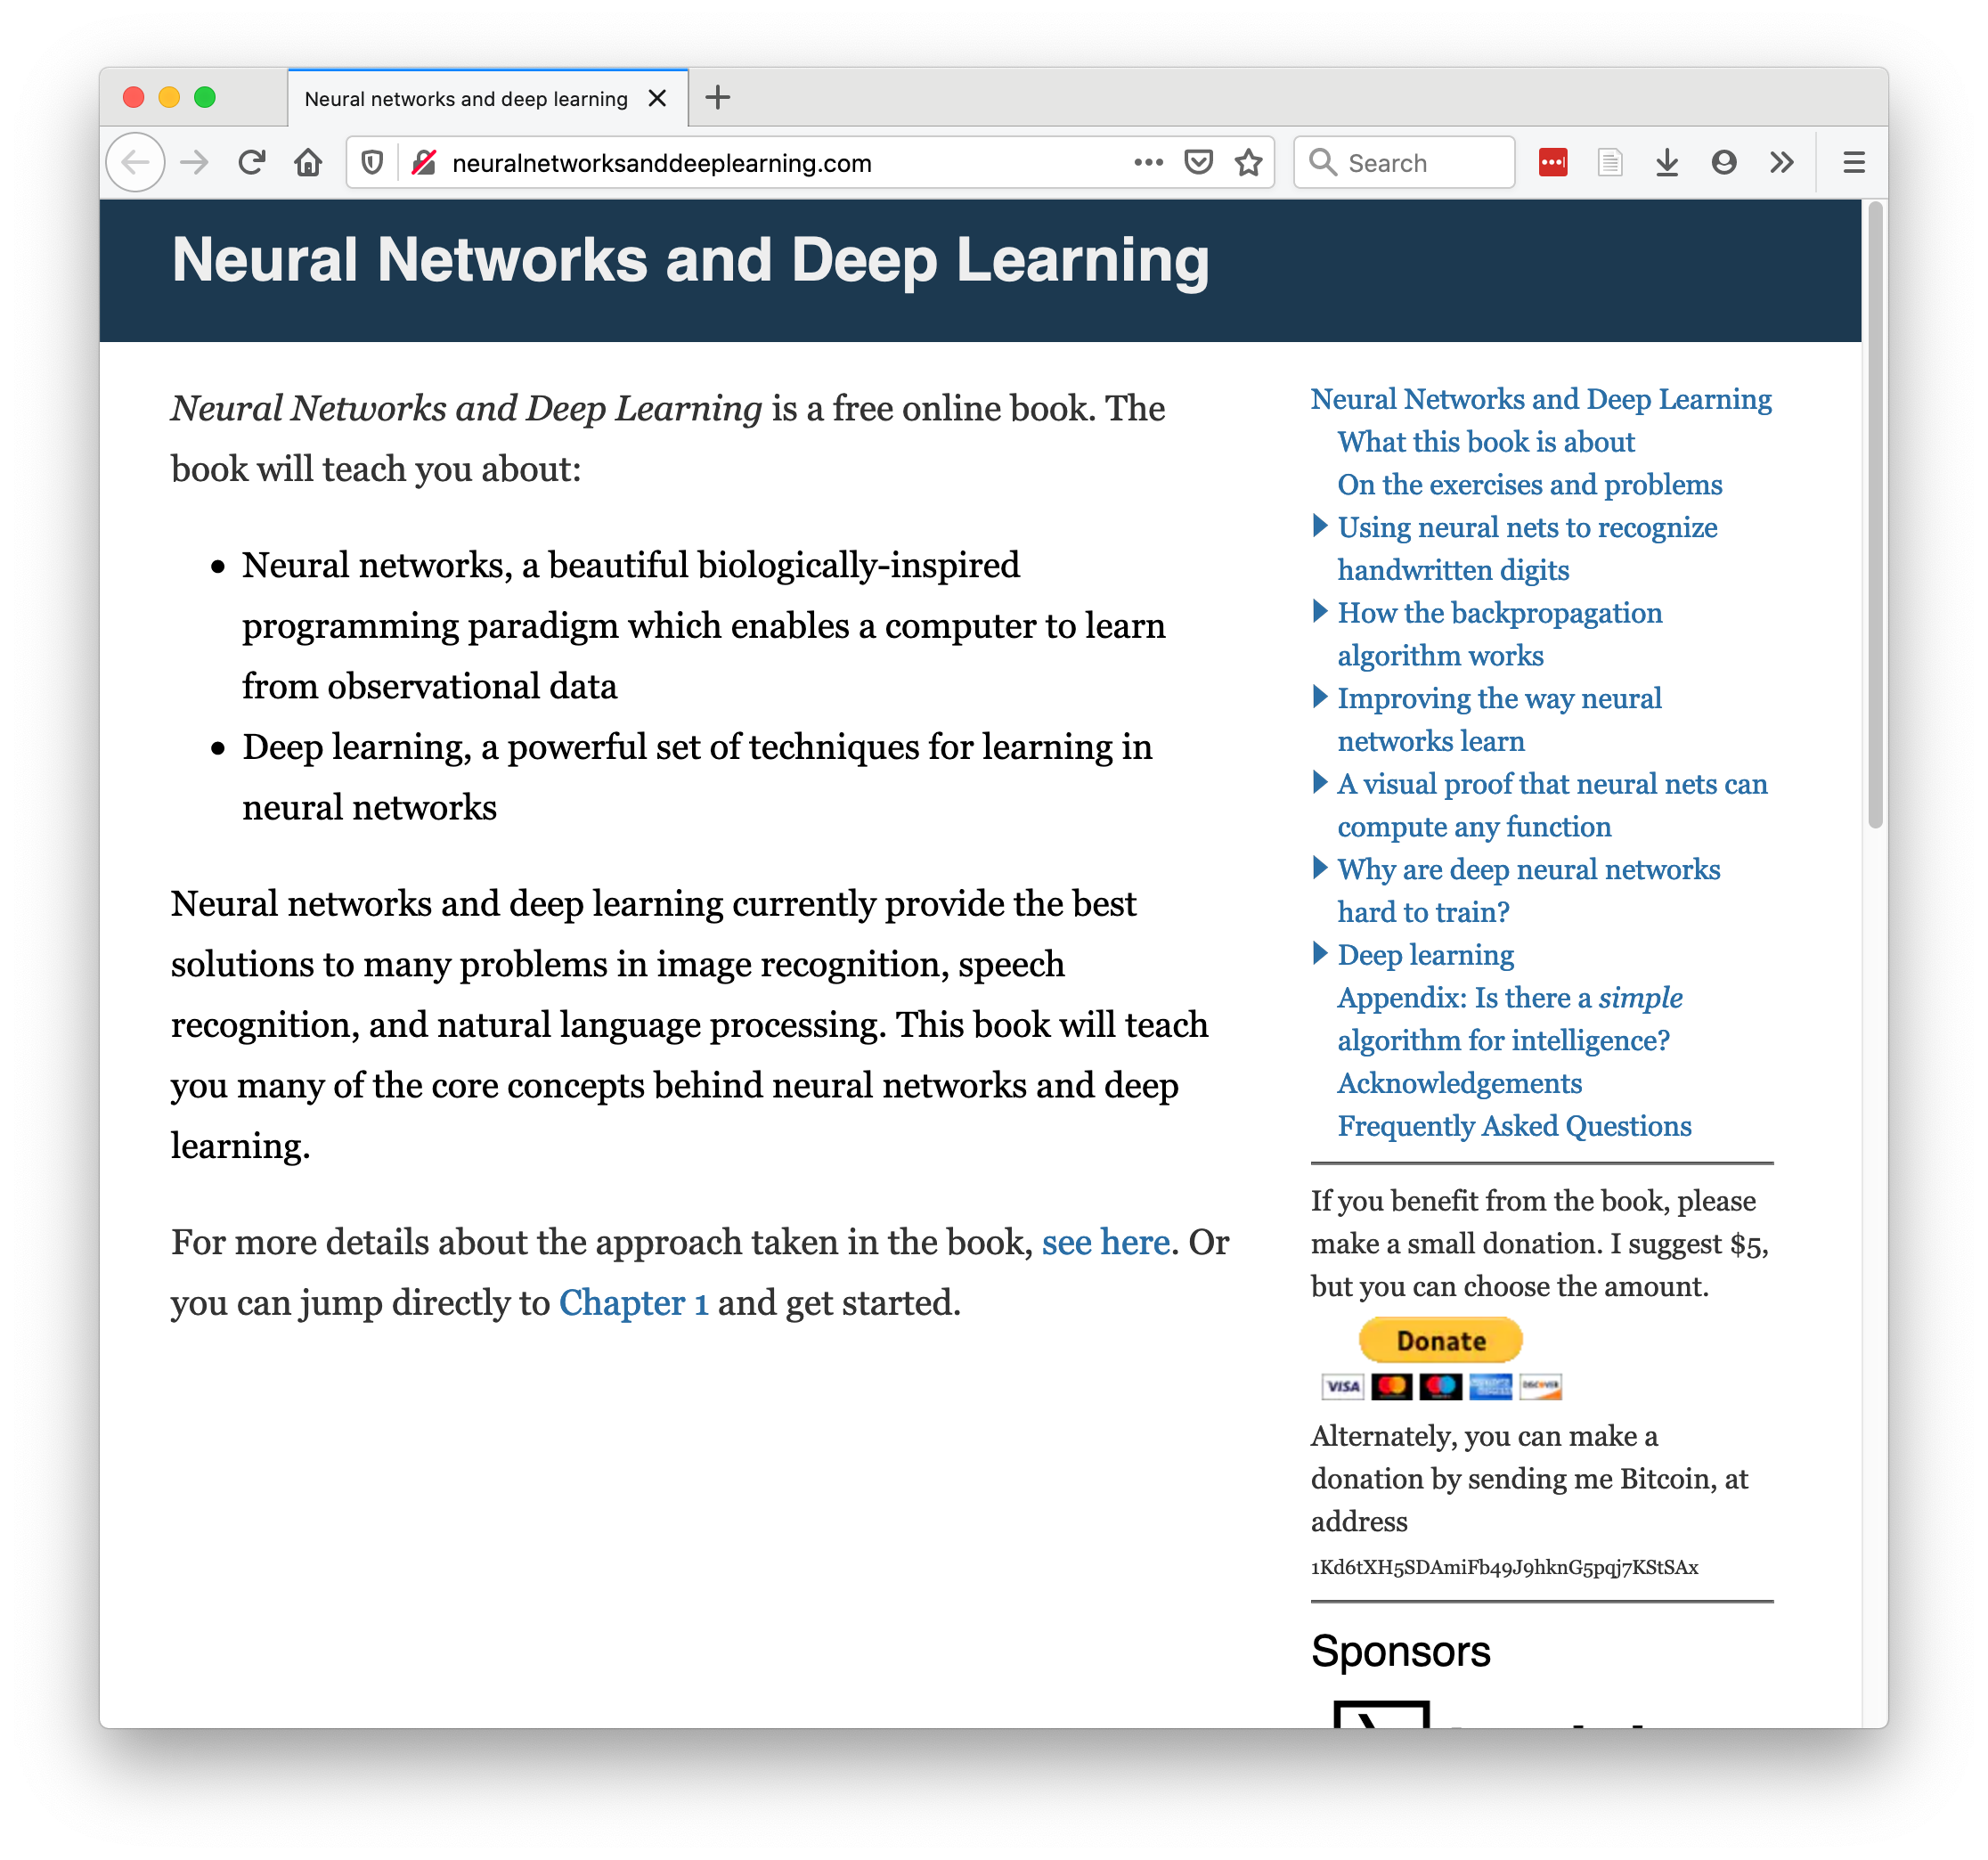 Neural networks and deep learning
neuralnetworksanddeeplearning.com
Search
Neural Networks and Deep Learning
Neural Networks and Deep Learning is a free online book. The
book will teach you about:
Neural networks, a beautiful biologically-inspired
programming paradigm which enables a computer to learn
from observational data
Deep learning, a powerful set of techniques for learning in
neural networks
Neural networks and deep learning currently provide the best
solutions to many problems in image recognition, speech
recognition, and natural language processing. This book will teach
you many of the core concepts behind neural networks and deep
learning.
For more details about the approach taken in the book, see here. Or
you can jump directly to Chapter 1 and get started.
Neural Networks and Deep Learning
What this book is about
On the exercises and problems
Using neural nets to recognize
handwritten digits
How the backpropagation
algorithm works
Improving the way neural
networks learn
A visual proof that neural nets can
compute any function
Why are deep neural networks
hard to train?
Deep learning
Appendix: Is there a simple
algorithm for intelligence?
Acknowledgements
Frequently Asked Questions
If you benefit from the book, please
make a small donation. I suggest $5,
but you can choose the amount.
Donate
VISA DISCOVER
Alternately, you can make a
donation by sending me Bitcoin, at
address
1Kd6tXH5SDAmiFb49J9hknG5pqj7KStSAx
Sponsors